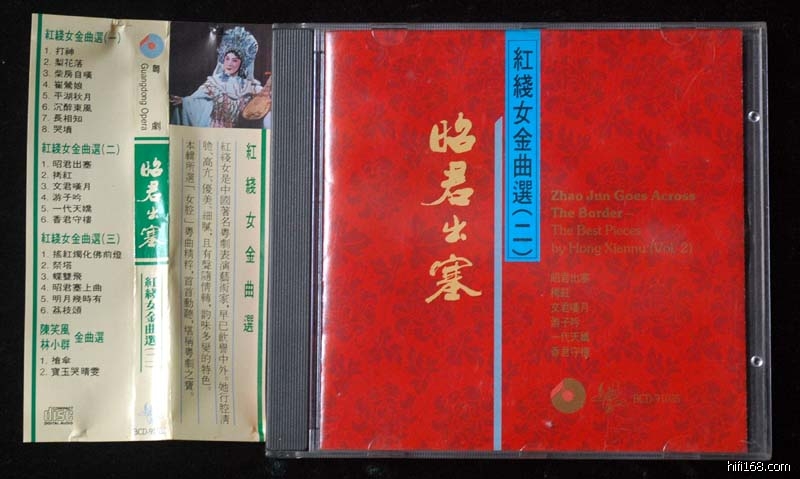 紅綫女金曲選(一)
1. 打神
2. 梨花落
3. 柴房自嘆
4. 崔鶯娘
5. 平湖秋月
6. 沉醉東風
7. 長相知
8. 哭墳
紅綫女金曲選(二)
1. 昭君出塞
2. 拷紅
3. 文君嘆月
4. 游子吟
5. 一代天嬌
6. 香君守樓
紅綫女金曲選(三)
1. 搖紅燭化佛前燈
2. 祭塔
3. 蝶雙飛
4. 昭君塞上曲
5. 明月幾時有
6. 荔枝頌
陳笑風
林小群 金曲選
1. 搶傘
2. 寶玉哭晴雯
disc
DIGITAL AUDIO
粵劇
Guangdong Opera
昭君出塞
紅綫女金曲選(二)
紅綫女金曲選
紅綫女是中國著名粵劇表演藝術家,早已飲譽中外。她行腔清
馳、高亢、優美、細膩,且有聲隨情轉,韵味多變的特色。
本輯所選「女腔」粵曲精粹,首首動聽,堪稱粵劇之寶。
紅綫女金曲選(二)
昭君出塞
Zhao Jun Goes Across
The Border –
The Best Pieces
by Hong Xiennu (Vol. 2)
昭君出塞
拷紅
文君嘆月
游子吟
一代天嬌
香君守樓
hifi168.com